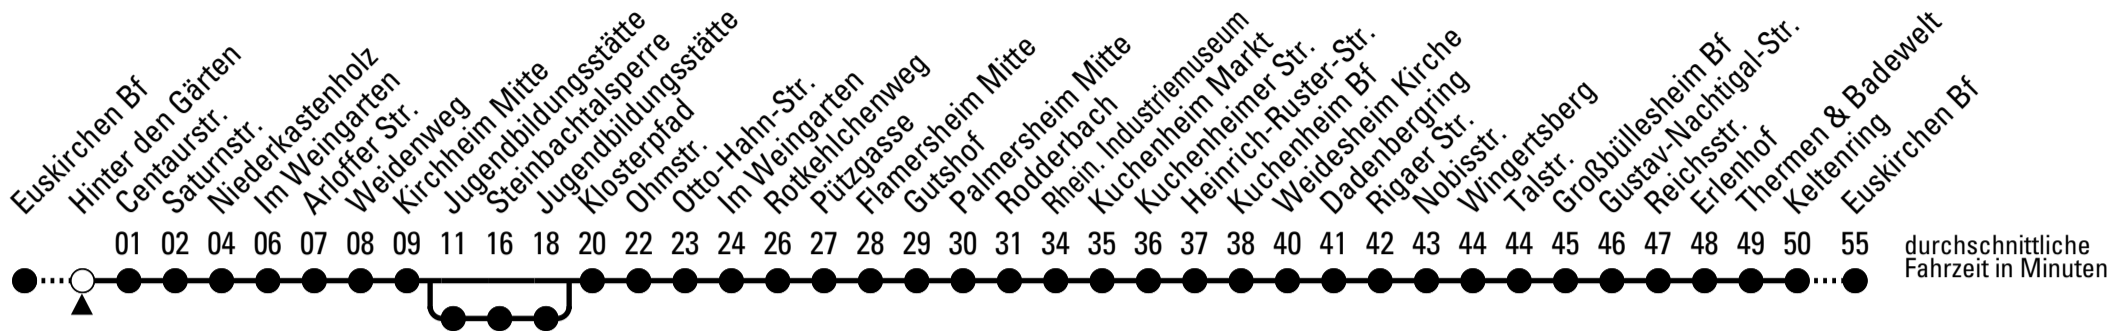 Euskirchen Bf
Hinter den Gärten
Centaurstr.
Saturnstr.
Niederkastenholz
Im Weingarten
Arloffer Str.
Weidenweg
Kirchheim Mitte
Jugendbildungsstätte
Steinbachtalsperre
Jugendbildungsstätte
Klosterpfad
Ohmstr.
Otto-Hahn-Str.
Im Weingarten
Rotkehlchenweg
Pützgasse
Flamersheim Mitte
Gutshof
Palmersheim Mitte
Rodderbach
Rhein. Industriemuseum
Kuchenheim Markt
Kuchenheimer Str.
Heinrich-Ruster-Str.
Kuchenheim Bf
Weidesheim Kirche
Dadenbergring
Rigaer Str.
Nobisstr.
Wingertsberg
Talstr.
Großbüllesheim Bf
Gustav-Nachtigal-Str.
Reichsstr.
Erlenhof
Thermen & Badewelt
Keltenring
Euskirchen Bf
01 02 04 06 07 08 09 11 16 18 20 22 23 24 26 27 28 29 30 31 34 35 36 37 38 40 41 42 43 44 44 45 46 47 48 49 50 55
durchschnittliche
Fahrzeit in Minuten